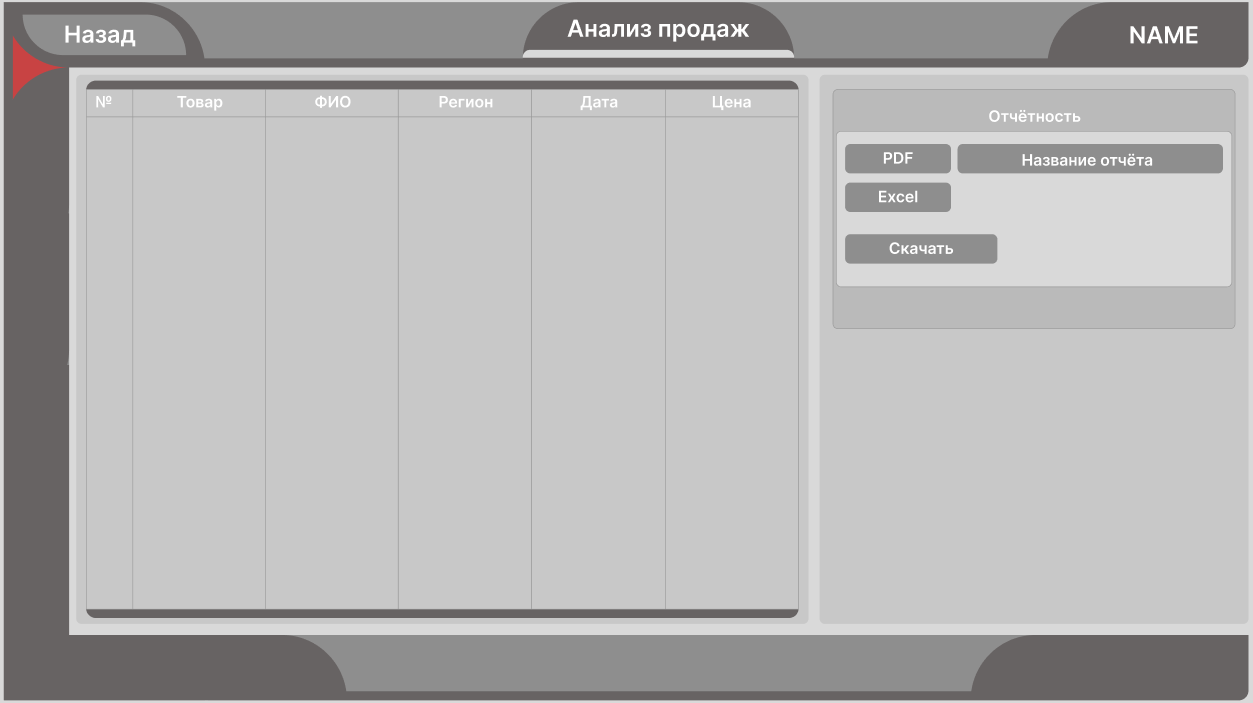 Назад
Анализ продаж
NAME
№ Товар ФИО Регион Дата Цена
Отчётность
PDF Название отчёта
Excel
Скачать